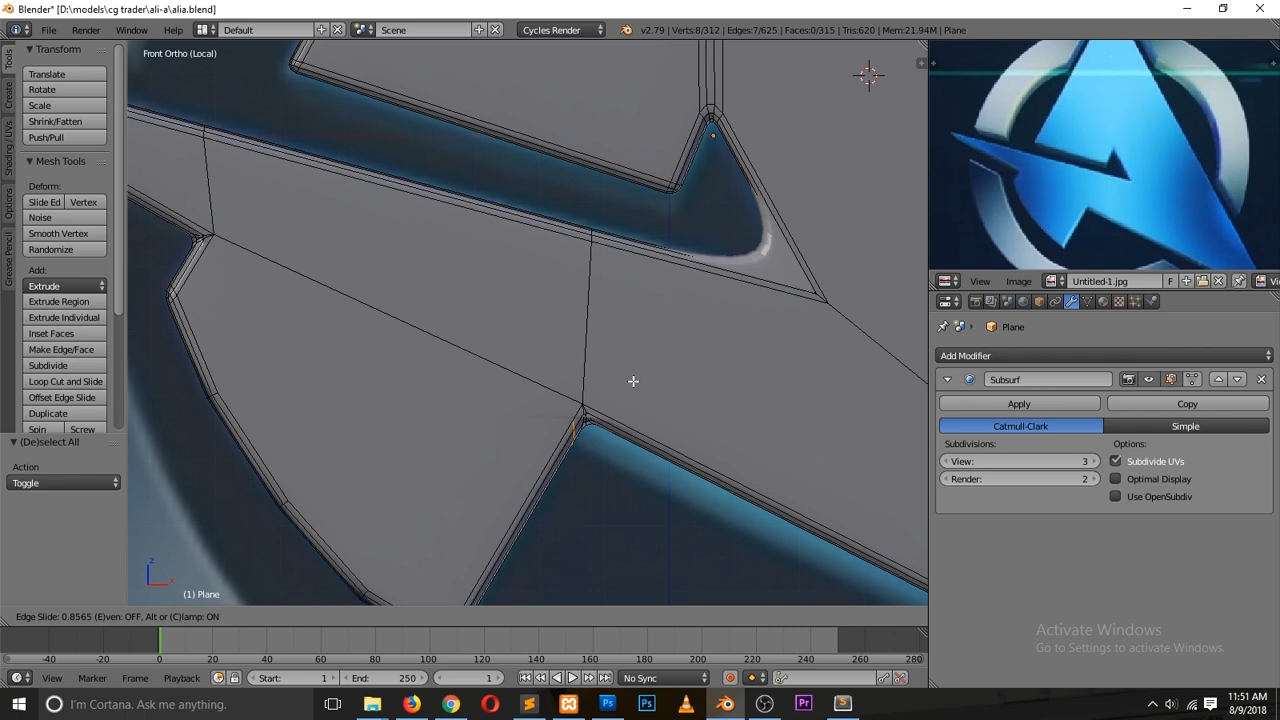 Blender* [D:\models\cg trader\ali-a\alia.blend]
File Render Window Help Default Scene Cycles Render v2.79 | Verts:8/312 | Edges:7/625 | Faces:0/315 | Tris:620 | Mem:21.94M | Plane
Tools
Create
Shading / UVs
Options
Grease Pencil
Transform
Translate
Rotate
Scale
Shrink/Fatten
Push/Pull
Mesh Tools
Deform:
Slide Ed Vertex
Noise
Smooth Vertex
Randomize
Add:
Extrude
Extrude Region
Extrude Individual
Inset Faces
Make Edge/Face
Subdivide
Loop Cut and Slide
Offset Edge Slide
Duplicate
Spin Screw
(De)select All
Action
Toggle
Front Ortho (Local)
z
x
(1) Plane
Edge Slide: 0.8565 (E)ven: OFF, Alt or (C)lamp: ON
View Image Untitled-1.jpg F
Plane
Add Modifier
Subsurf
Apply Copy
Catmull-Clark Simple
Subdivisions: Options:
View: 3 Subdivide UVs
Render: 2 Optimal Display
Use OpenSubdiv
Activate Windows
Go to Settings to activate Windows.
-40 -20 0 20 40 60 80 100 120 140 160 180 200 220 240 260 280
View Marker Frame Playback Start: 1 End: 250 1 No Sync
I'm Cortana. Ask me anything.
11:51 AM
8/9/2018